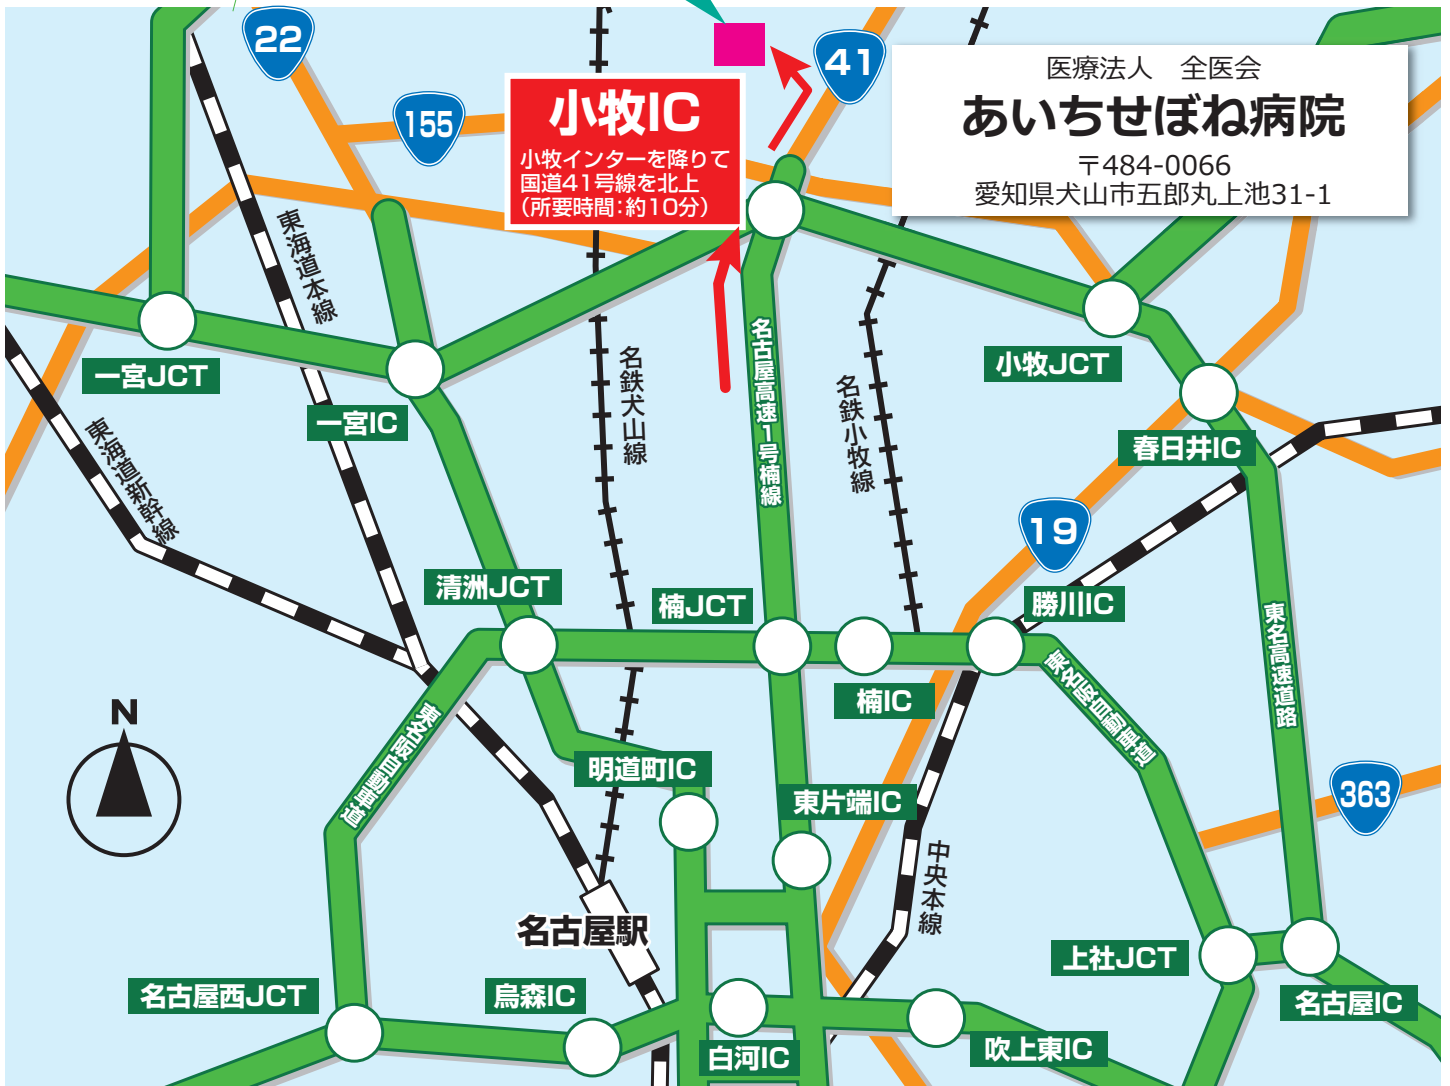 22
155
41
小牧IC
小牧インターを降りて
国道41号線を北上
(所要時間:約10分)
医療法人　全医会
あいちせぼね病院
〒484-0066
愛知県犬山市五郎丸上池31-1
東海道本線
一宮JCT
一宮IC
東海道新幹線
名鉄犬山線
名古屋高速1号楠線
名鉄小牧線
小牧JCT
春日井IC
19
清洲JCT
楠JCT
勝川IC
楠IC
東名阪自動車道
東名高速道路
N
東名阪自動車道
明道町IC
東片端IC
363
中央本線
名古屋駅
上社JCT
名古屋西JCT
烏森IC
名古屋IC
白河IC
吹上東IC